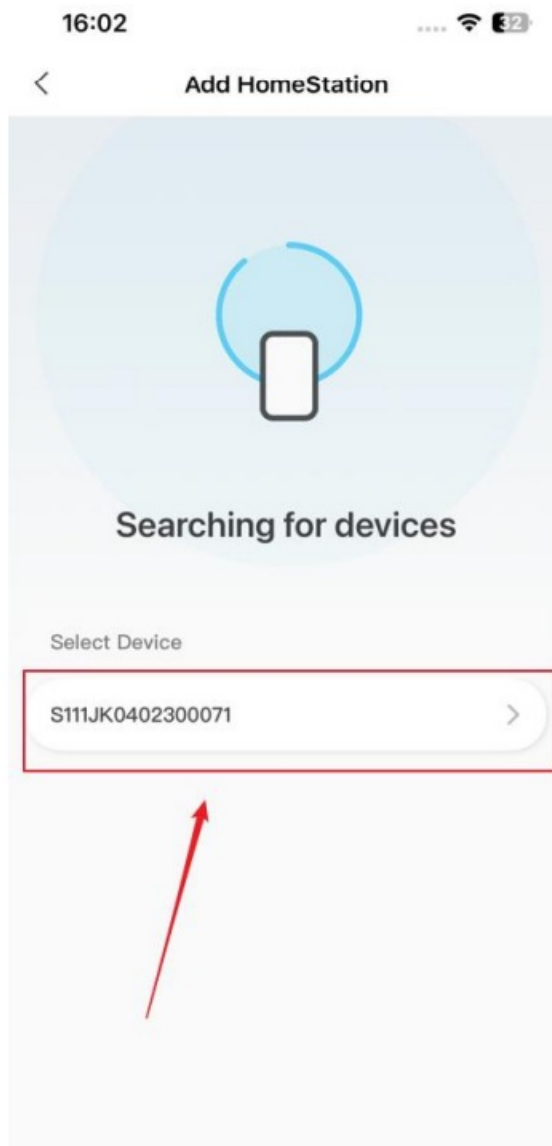 16:02
32
Add HomeStation
Searching for devices
Select Device
S111JK0402300071